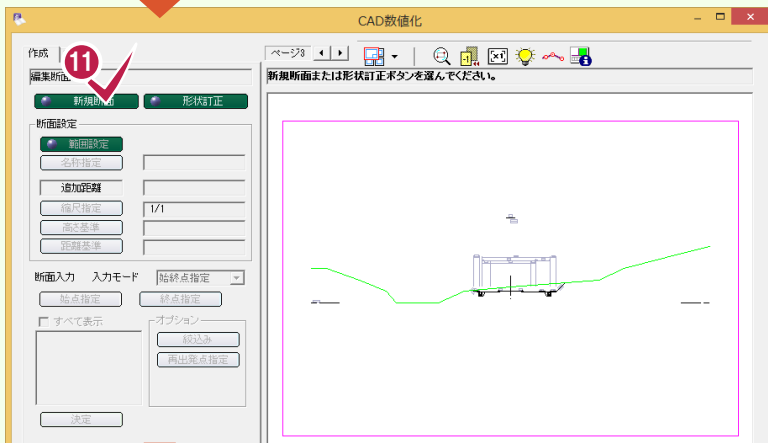 CAD数値化
作成
ページ3
11
編集断面
新規断面または形状訂正ボタンを選んでください。
新規断面
形状訂正
断面設定
範囲設定
名称指定
追加距離
縮尺指定
1/1
高さ基準
距離基準
断面入力
入力モード
始終点指定
始点指定
終点指定
すべて表示
オプション
絞込み
再出発点指定
決定